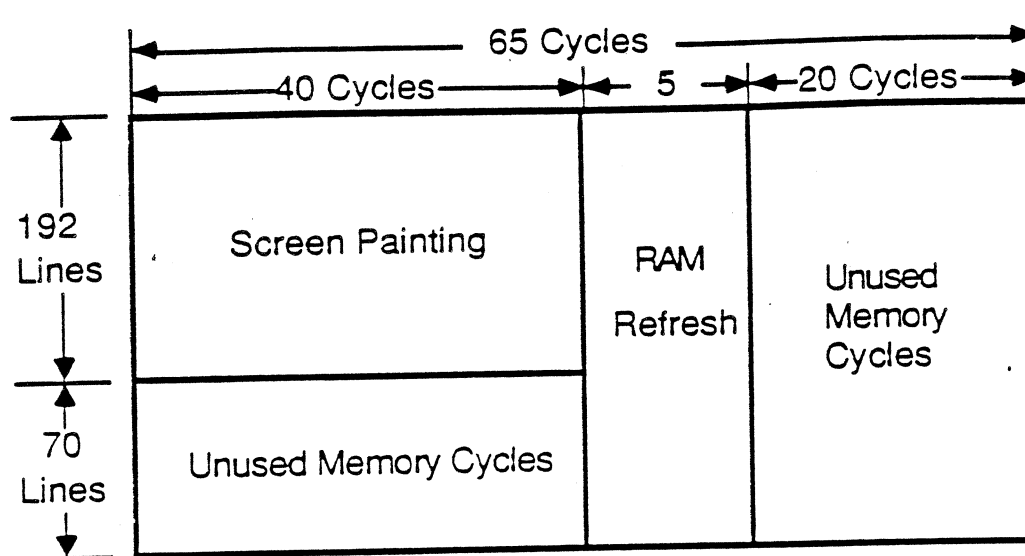 65 Cycles
40 Cycles
5
20 Cycles
192
Lines
Screen Painting
RAM
Refresh
Unused
Memory
Cycles
70
Lines
Unused Memory Cycles